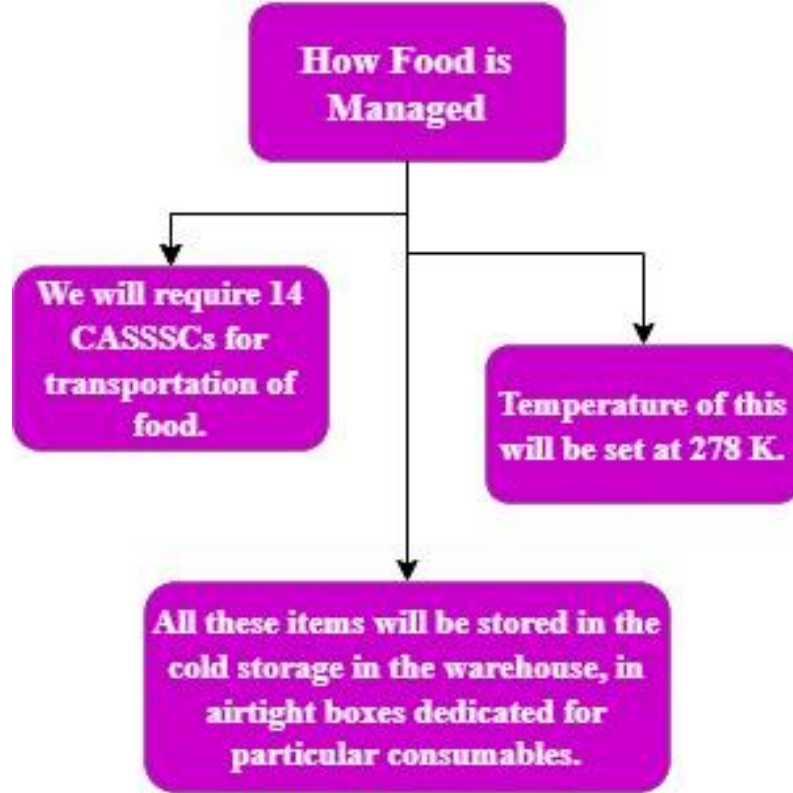 How Food is
Managed
We will require 14
CASSSCs for
transportation of
food.
Temperature of this
will be set at 278 K.
All these items will be stored in the
cold storage in the warehouse, in
airtight boxes dedicated for
particular consumables.